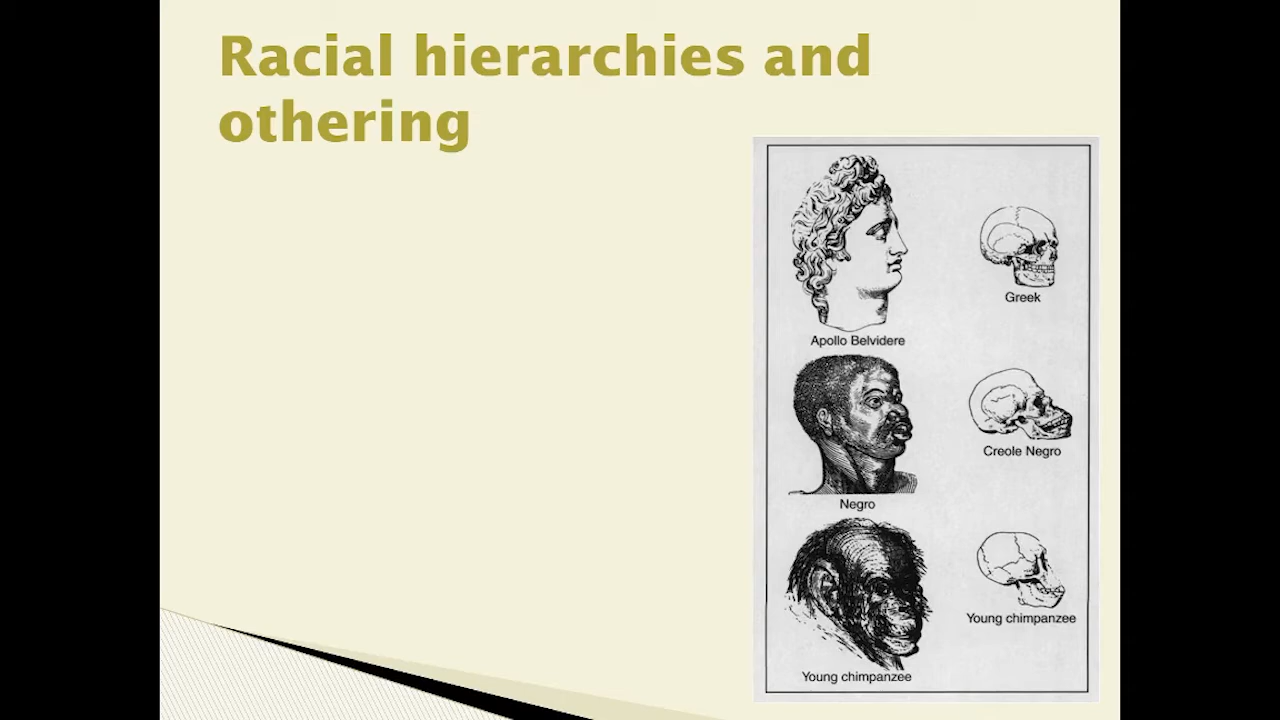 Racial hierarchies and
othering
Apollo Belvidere
Greek
Negro
Creole Negro
Young chimpanzee
Young chimpanzee